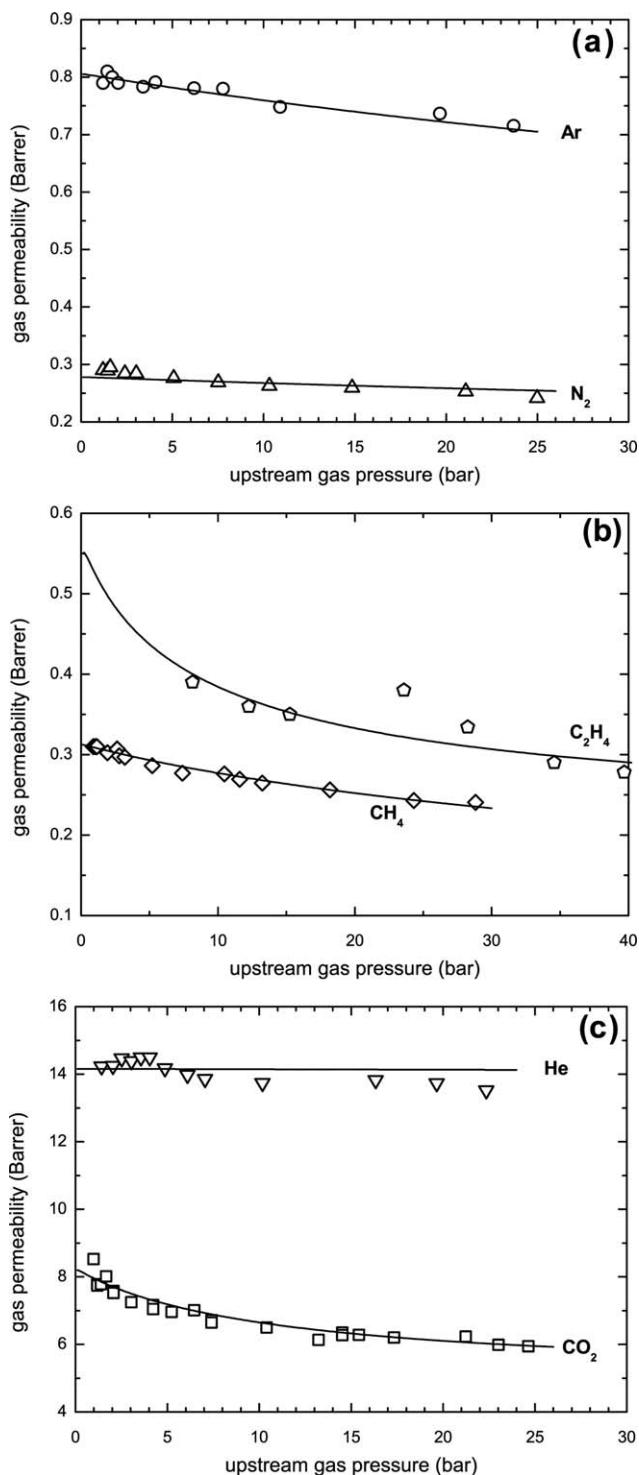 (a)
0.9
0.8
0.7
0.6
0.5
0.4
0.3
0.2
gas permeability (Barrer)
Ar
N₂
0 5 10 15 20 25 30
upstream gas pressure (bar)
(b)
0.6
0.5
0.4
0.3
0.2
0.1
gas permeability (Barrer)
C₂H₄
CH₄
0 10 20 30 40
upstream gas pressure (bar)
(c)
16
14
12
10
8
6
4
gas permeability (Barrer)
He
CO₂
0 5 10 15 20 25 30
upstream gas pressure (bar)